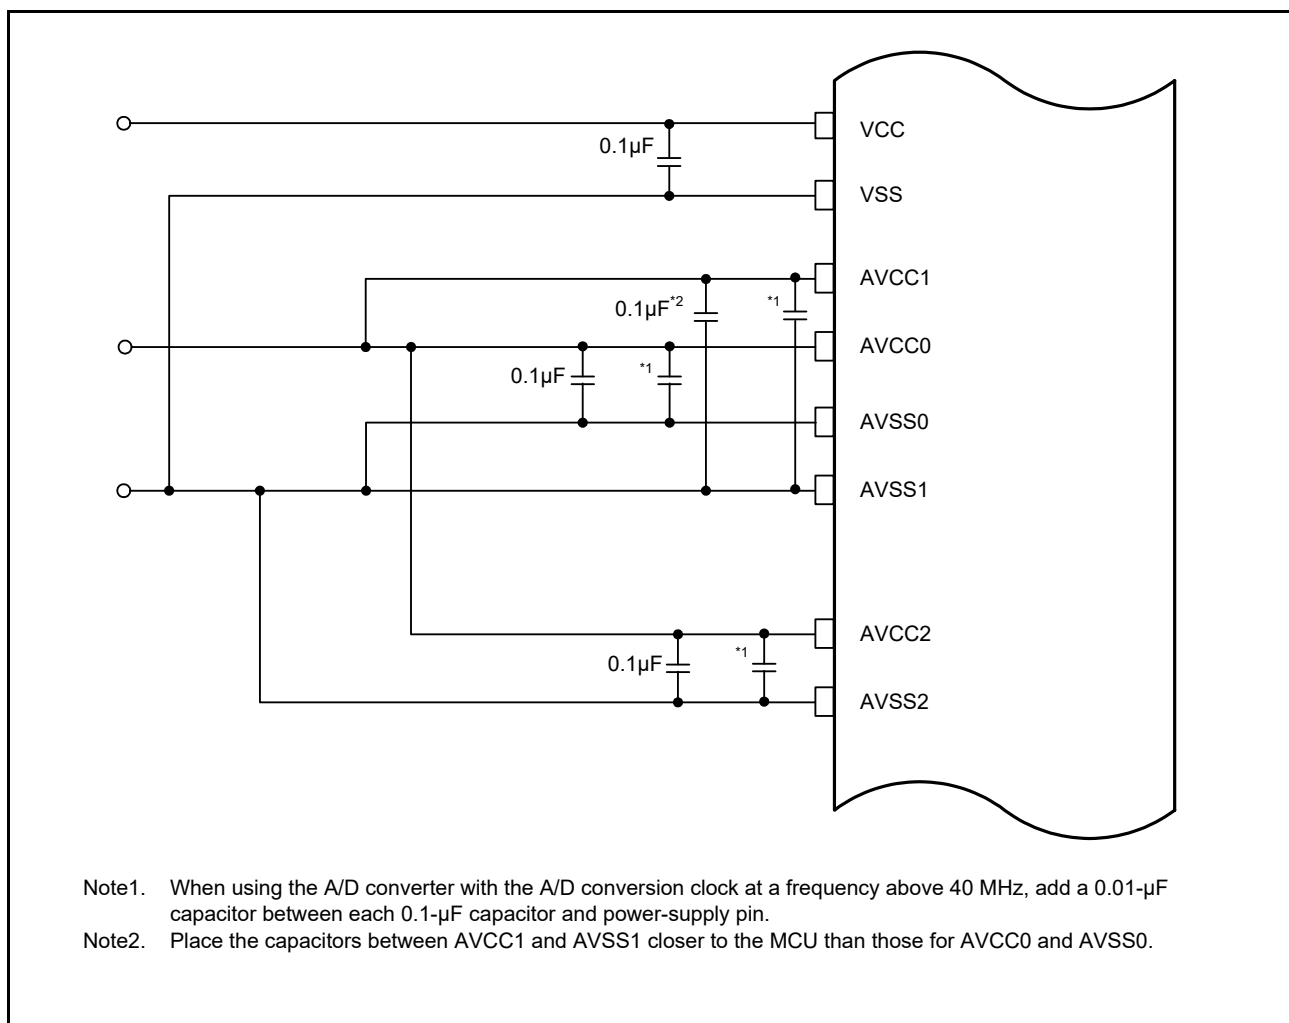 VCC
0.1µF
VSS
AVCC1
0.1µF*2
*1
AVCC0
0.1µF
*1
AVSS0
AVSS1
AVCC2
0.1µF
*1
AVSS2
Note1. When using the A/D converter with the A/D conversion clock at a frequency above 40 MHz, add a 0.01-µF
capacitor between each 0.1-µF capacitor and power-supply pin.
Note2. Place the capacitors between AVCC1 and AVSS1 closer to the MCU than those for AVCC0 and AVSS0.